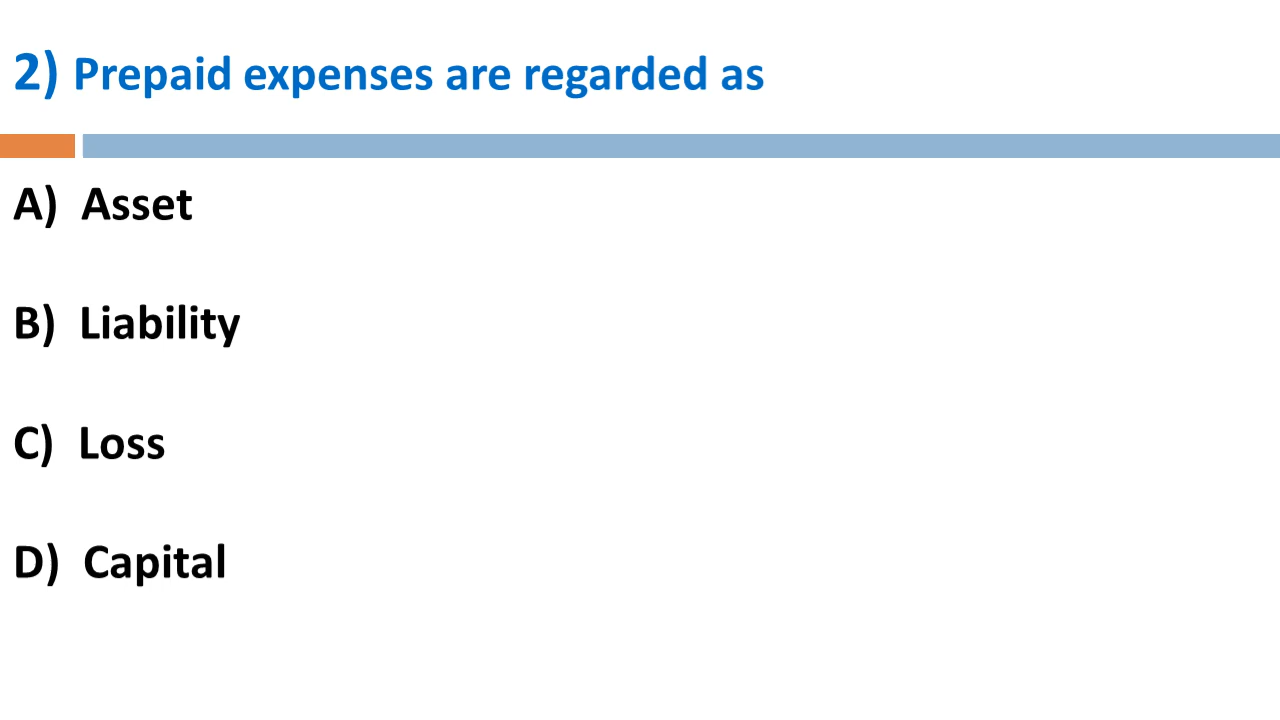 2) Prepaid expenses are regarded as
A) Asset
B) Liability
C) Loss
D) Capital